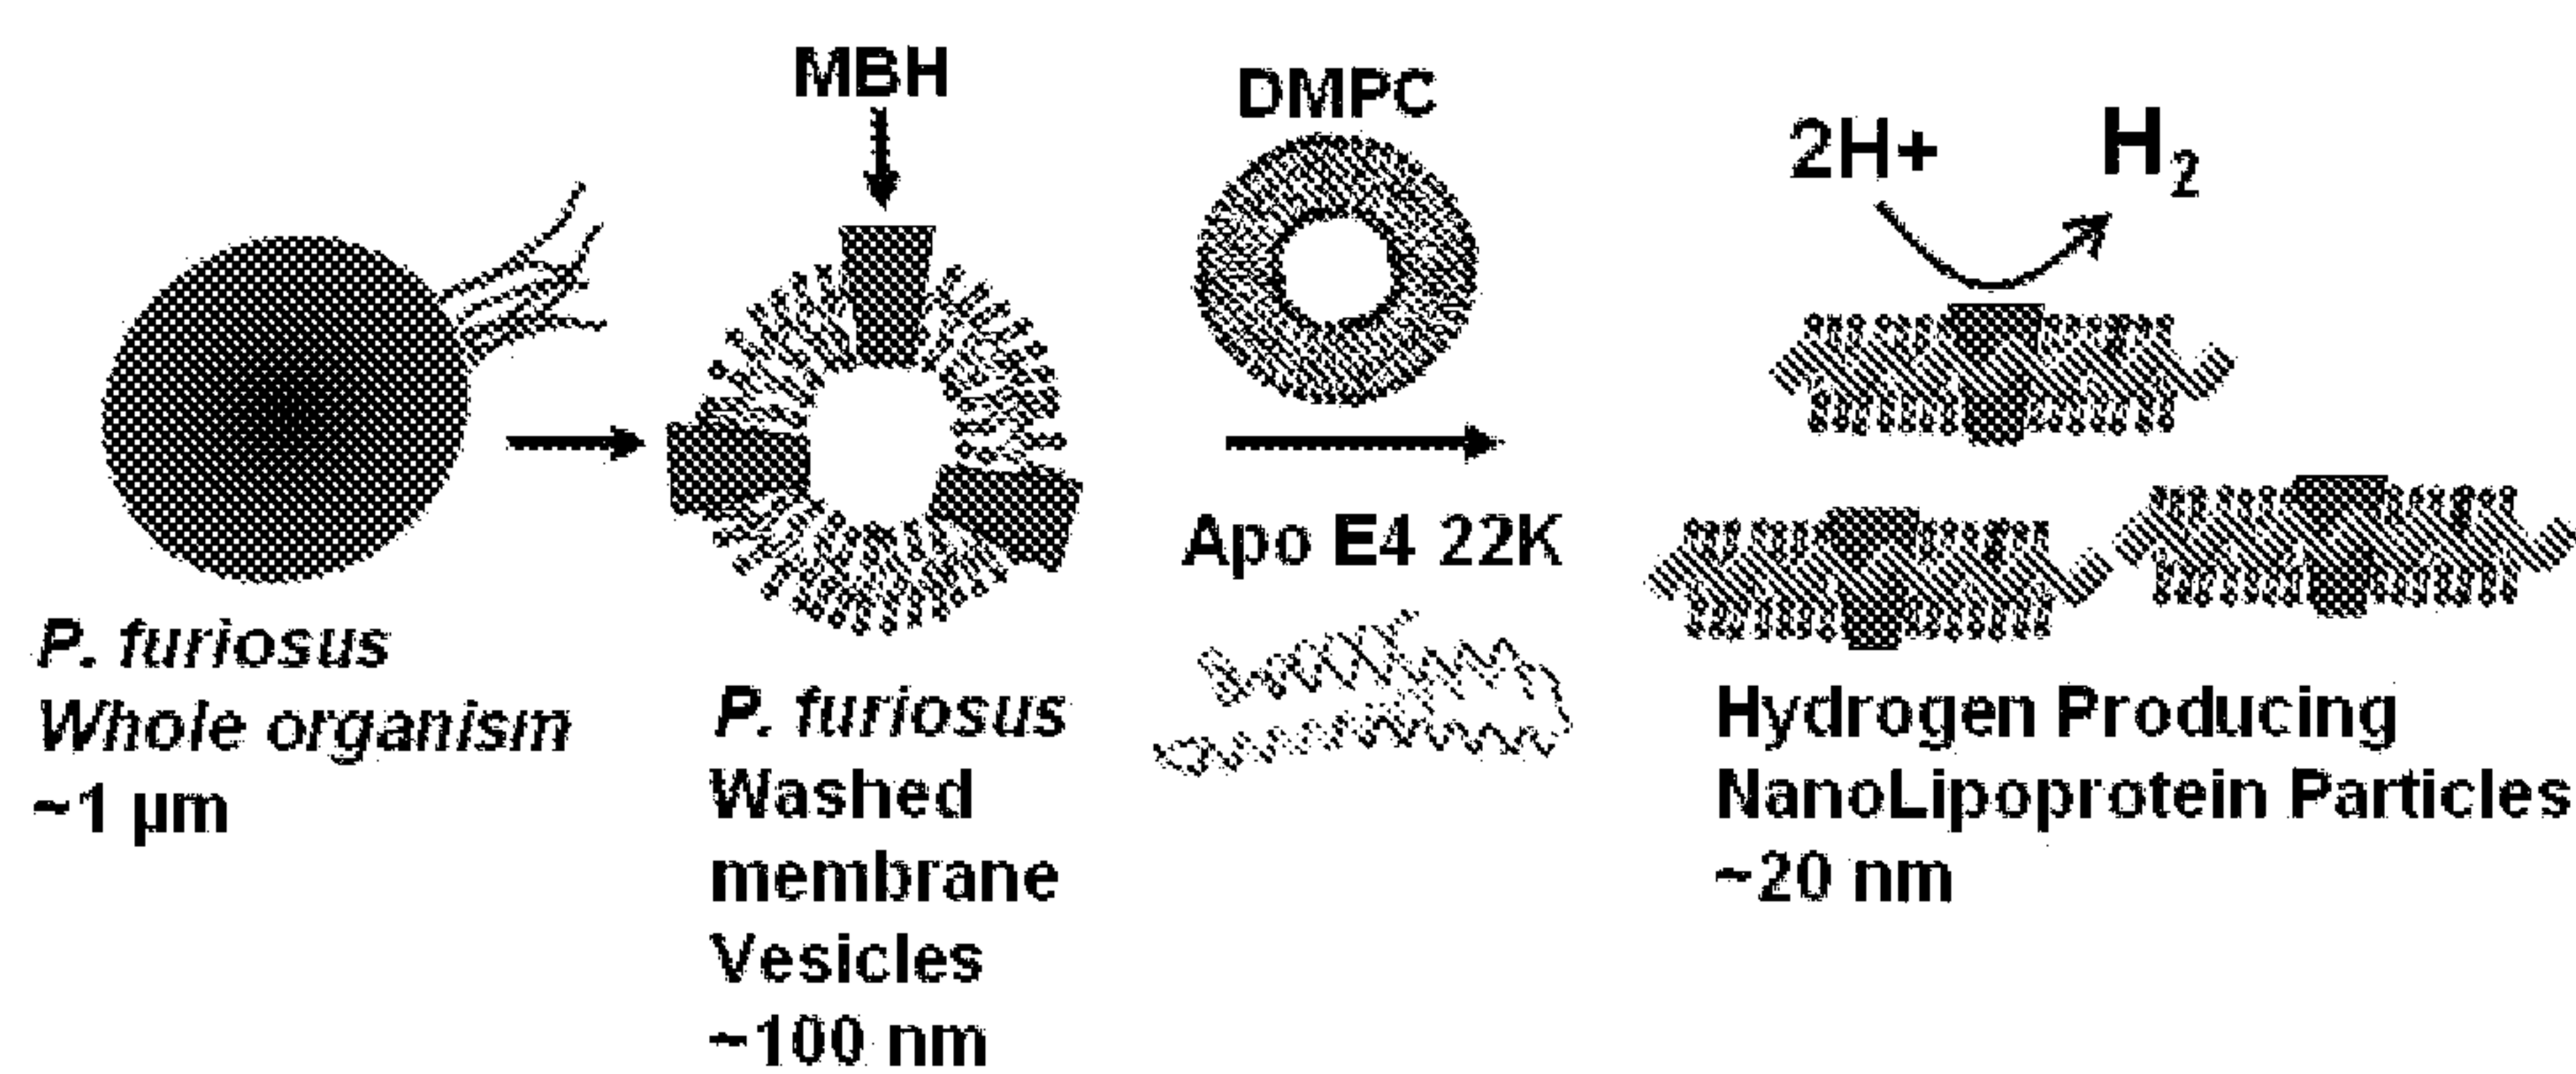 P. furiosus
Whole organism
~1 µm
MBH
P. furiosus
Washed
membrane
Vesicles
~100 nm
DMPC
Apo E4 22K
2H+ H₂
Hydrogen Producing
NanoLipoprotein Particles
~20 nm